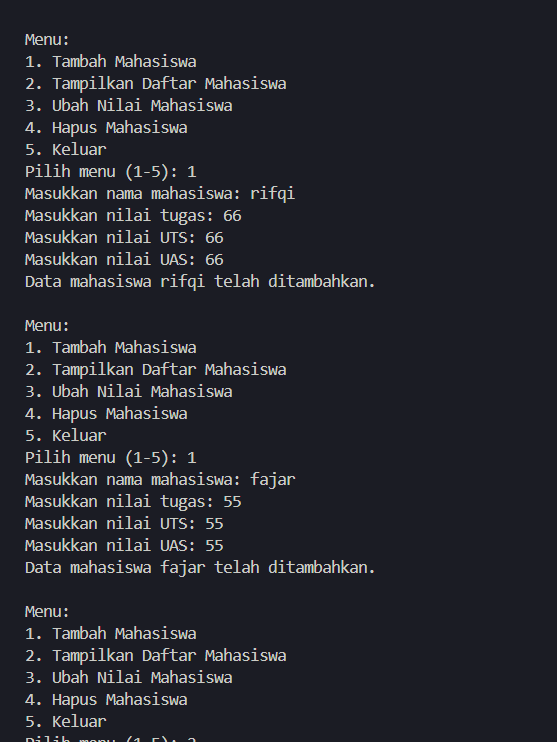 Menu:
1. Tambah Mahasiswa
2. Tampilkan Daftar Mahasiswa
3. Ubah Nilai Mahasiswa
4. Hapus Mahasiswa
5. Keluar
Pilih menu (1-5): 1
Masukkan nama mahasiswa: rifqi
Masukkan nilai tugas: 66
Masukkan nilai UTS: 66
Masukkan nilai UAS: 66
Data mahasiswa rifqi telah ditambahkan.
Menu:
1. Tambah Mahasiswa
2. Tampilkan Daftar Mahasiswa
3. Ubah Nilai Mahasiswa
4. Hapus Mahasiswa
5. Keluar
Pilih menu (1-5): 1
Masukkan nama mahasiswa: fajar
Masukkan nilai tugas: 55
Masukkan nilai UTS: 55
Masukkan nilai UAS: 55
Data mahasiswa fajar telah ditambahkan.
Menu:
1. Tambah Mahasiswa
2. Tampilkan Daftar Mahasiswa
3. Ubah Nilai Mahasiswa
4. Hapus Mahasiswa
5. Keluar
Pilih menu (1-5):